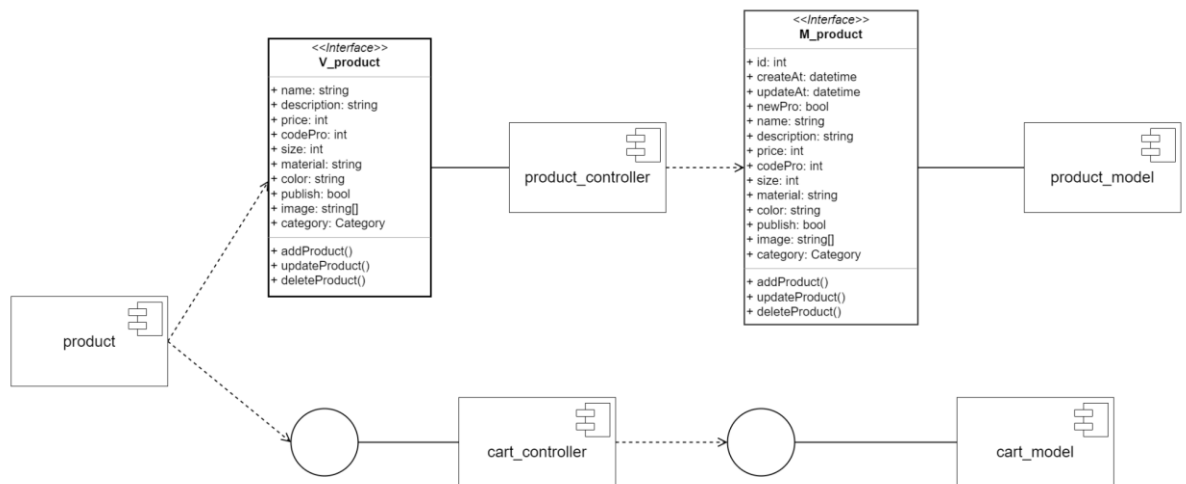 <<Interface>>
V_product
+ name: string
+ description: string
+ price: int
+ codePro: int
+ size: int
+ material: string
+ color: string
+ publish: bool
+ image: string[]
+ category: Category
+ addProduct()
+ updateProduct()
+ deleteProduct()
product_controller
<<Interface>>
M_product
+ id: int
+ createAt: datetime
+ updateAt: datetime
+ newPro: bool
+ name: string
+ description: string
+ price: int
+ codePro: int
+ size: int
+ material: string
+ color: string
+ publish: bool
+ image: string[]
+ category: Category
+ addProduct()
+ updateProduct()
+ deleteProduct()
product_model
product
cart_controller
cart_model